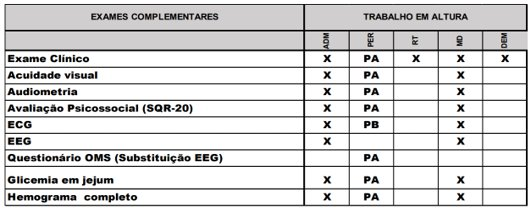 EXAMES COMPLEMENTARES TRABALHO EM ALTURA
ADM PER RT MD DEM
Exame Clínico X PA X X X
Acuidade visual X PA X
Audiometria X PA X
Avaliação Psicossocial (SQR-20) X PA X
ECG X PB X
EEG X X
Questionário OMS (Substituição EEG) PA
Glicemia em jejum X PA X
Hemograma completo X PA X